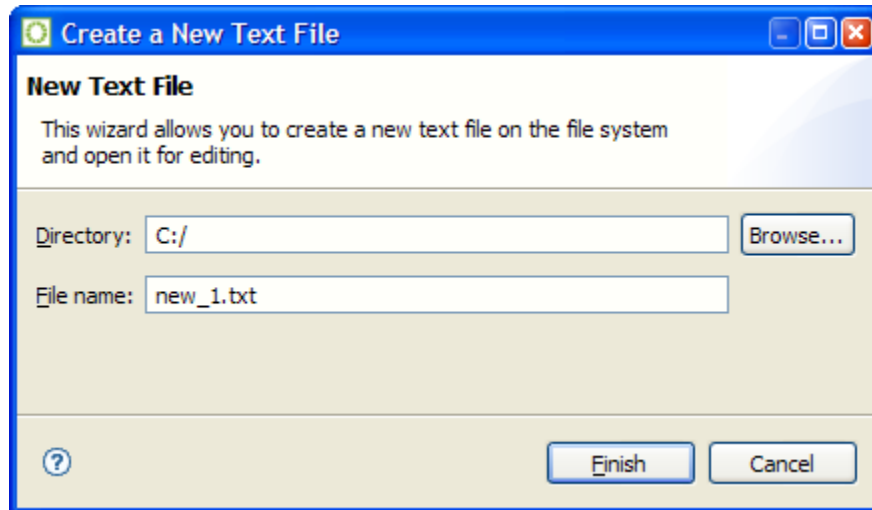 Create a New Text File
New Text File
This wizard allows you to create a new text file on the file system
and open it for editing.
Directory: C:/ Browse...
File name: new_1.txt
? Finish Cancel